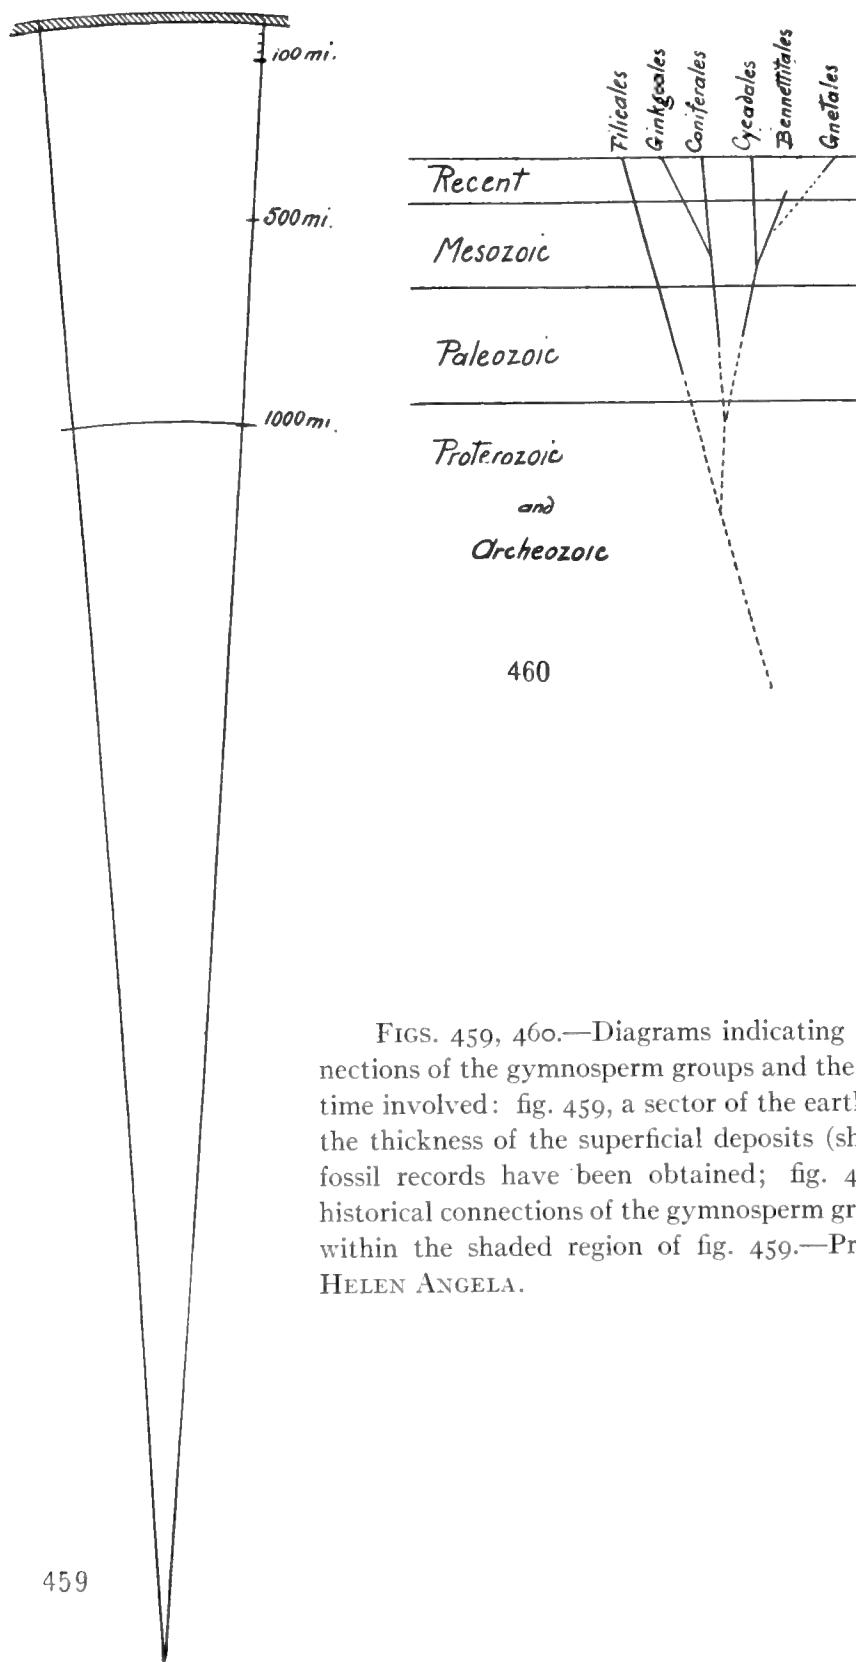 100 mi.
500 mi.
1000 mi.
459
Filicales
Ginkgoales
Coniferales
Cycadales
Bennettitales
Gnetales
Recent
Mesozoic
Paleozoic
Proterozoic
and
Archeozoic
460
FIGS. 459, 460.—Diagrams indicating
nections of the gymnosperm groups and the
time involved: fig. 459, a sector of the eart
the thickness of the superficial deposits (sh
fossil records have been obtained; fig. 4
historical connections of the gymnosperm gr
within the shaded region of fig. 459.—Pr
HELEN ANGELA.